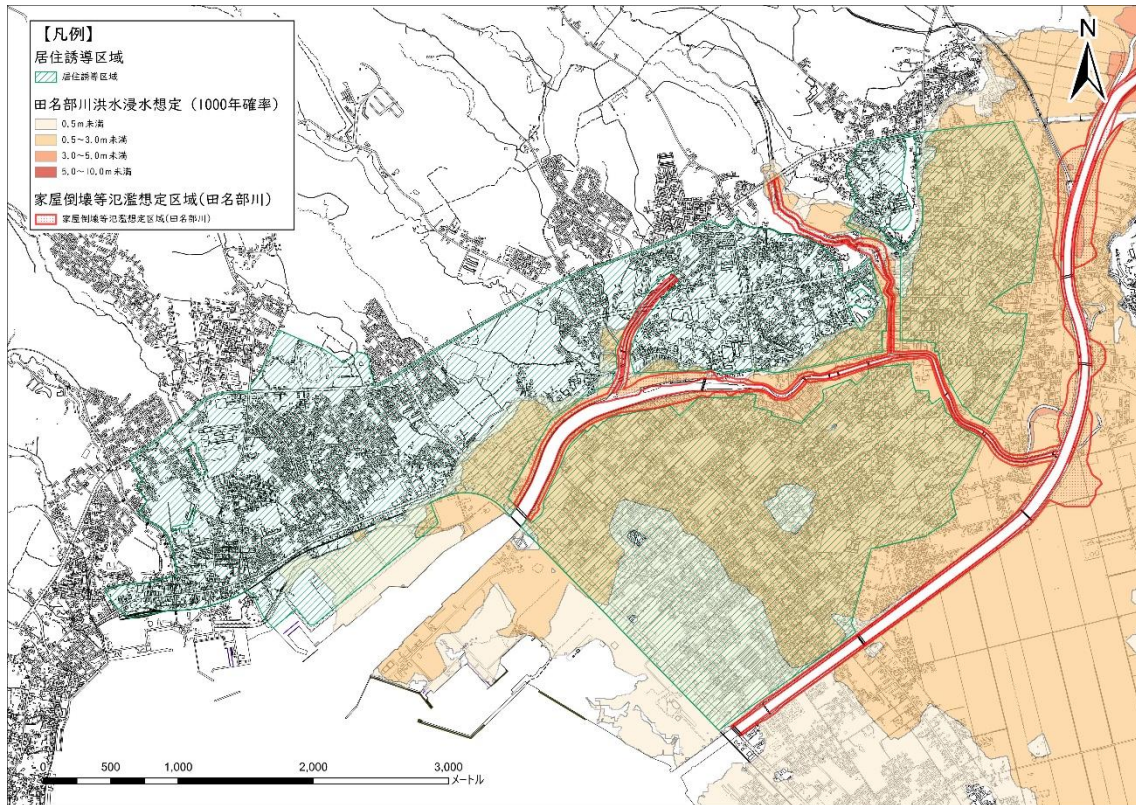 【凡例】
居住誘導区域
居住誘導区域
田名部川洪水浸水想定（1000年確率）
0.5m未満
0.5～3.0m未満
3.0～5.0m未満
5.0～10.0m未満
家屋倒壊等氾濫想定区域(田名部川)
家屋倒壊等氾濫想定区域(田名部川)
N
0 500 1,000 2,000 3,000
メートル